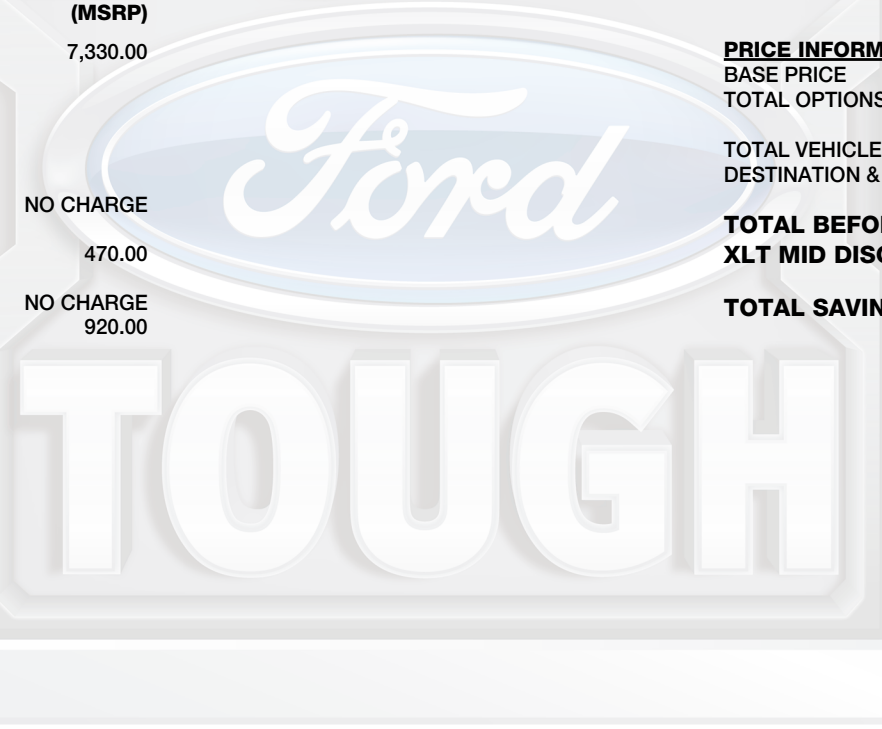 (MSRP)
7,330.00
NO CHARGE
470.00
NO CHARGE
920.00
PRICE INFORM
BASE PRICE
TOTAL OPTIONS
TOTAL VEHICLE
DESTINATION &
TOTAL BEFO
XLT MID DISC
TOTAL SAVIN
Ford
TOUGH